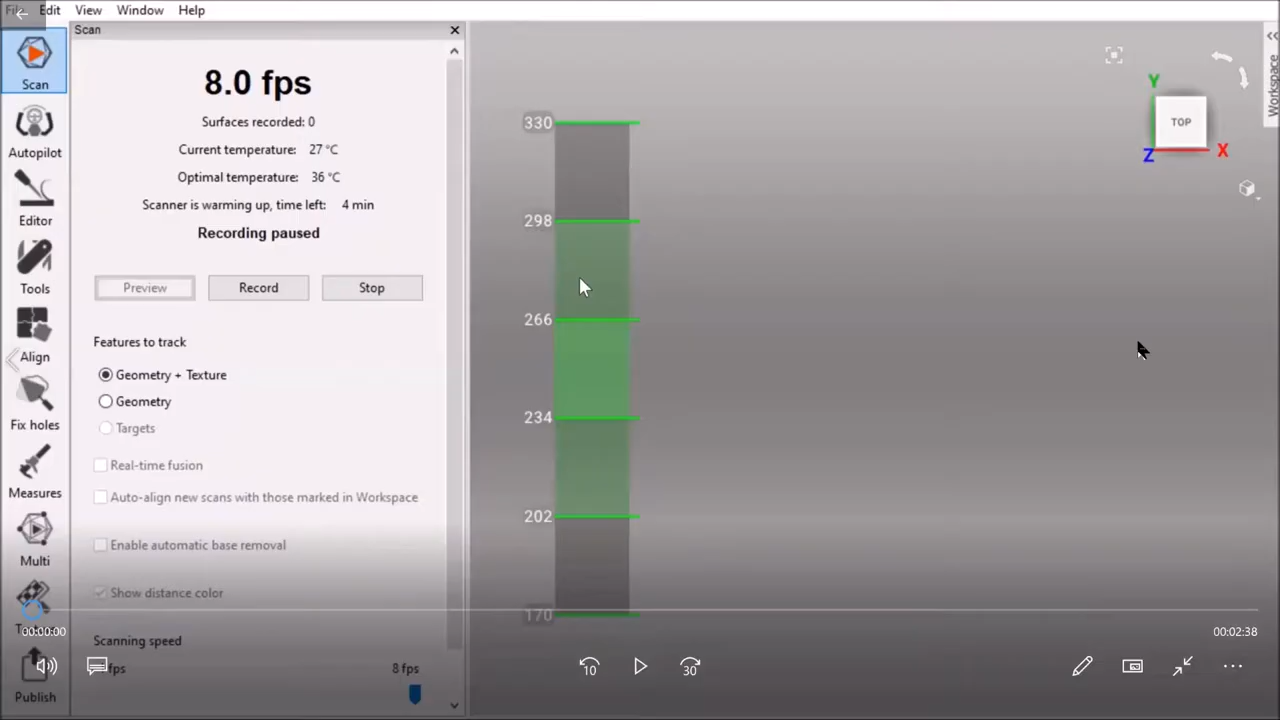 File Edit View Window Help
Scan
Scan
8.0 fps
Surfaces recorded: 0
Current temperature: 27 °C
Optimal temperature: 36 °C
Scanner is warming up, time left: 4 min
Recording paused
Preview Record Stop
Features to track
Geometry + Texture
Geometry
Targets
Real-time fusion
Auto-align new scans with those marked in Workspace
Enable automatic base removal
Show distance color
Scanning speed
fps 8 fps
Autopilot
Editor
Tools
Align
Fix holes
Measures
Multi
Publish
330
298
266
234
202
170
Y
TOP
Z X
Workspace
00:00:00
00:02:38
10
30